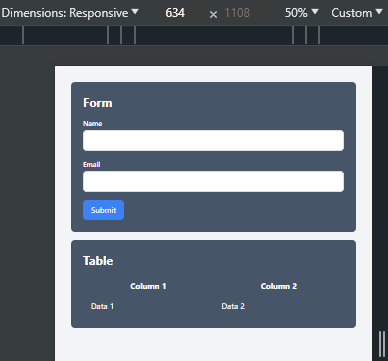 Dimensions: Responsive 634 × 1108 50% Custom
Form
Name
Email
Submit
Table
Column 1 Column 2
Data 1 Data 2